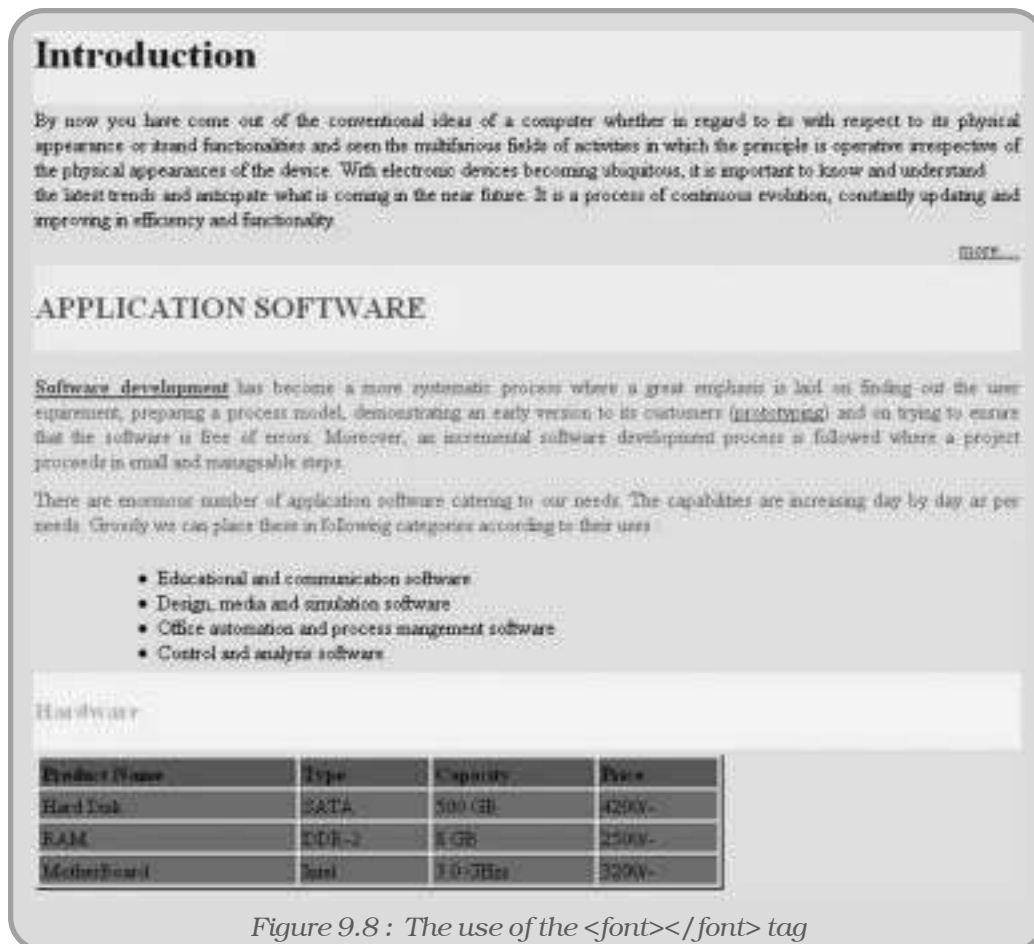 Introduction
By now you have come out of the conventional ideas of a computer whether in regard to its with respect to its physical
appearance or itsand functionalities and seen the multifarious fields of activities in which the principle is operative irrespective of
the physical appearances of the device. With electronic devices becoming ubiquitous, it is important to know and understand
the latest trends and anticipate what is coming in the near future. It is a process of continuous evolution, constantly updating and
improving in efficiency and functionality.
more.....
APPLICATION SOFTWARE
Software development has become a more systematic process where a great emphasis is laid on finding out the user
equirement, preparing a process model, demonstrating an early version to its customers (prototyping) and on trying to ensure
that the software is free of errors. Moreover, an incremental software development process is followed where a project
proceeds in small and manageable steps.
There are enormous number of application software catering to our needs. The capabilities are increasing day by day as per
needs. Grossly we can place these in following categories according to their uses
• Educational and communication software
• Design, media and simulation software
• Office automation and process mangement software
• Control and analysis software
Hardware
Product Name Type Capacity Price
Hard Disk SATA 500 GB 4200/-
RAM DDR-2 8 GB 2500/-
MotherBoard Intel 3.0 GHz 3200/-
Figure 9.8 : The use of the <font></font> tag